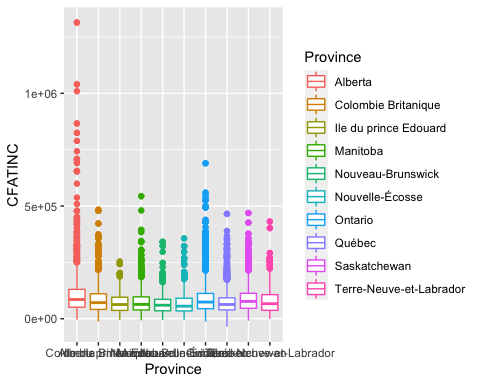 Province
1e+06
Alberta
Colombie Britanique
Ile du prince Edouard
Manitoba
Nouveau-Brunswick
CFATINC
5e+05
Nouvelle-Écosse
Ontario
Québec
Saskatchewan
Terre-Neuve-et-Labrador
0e+00
Province